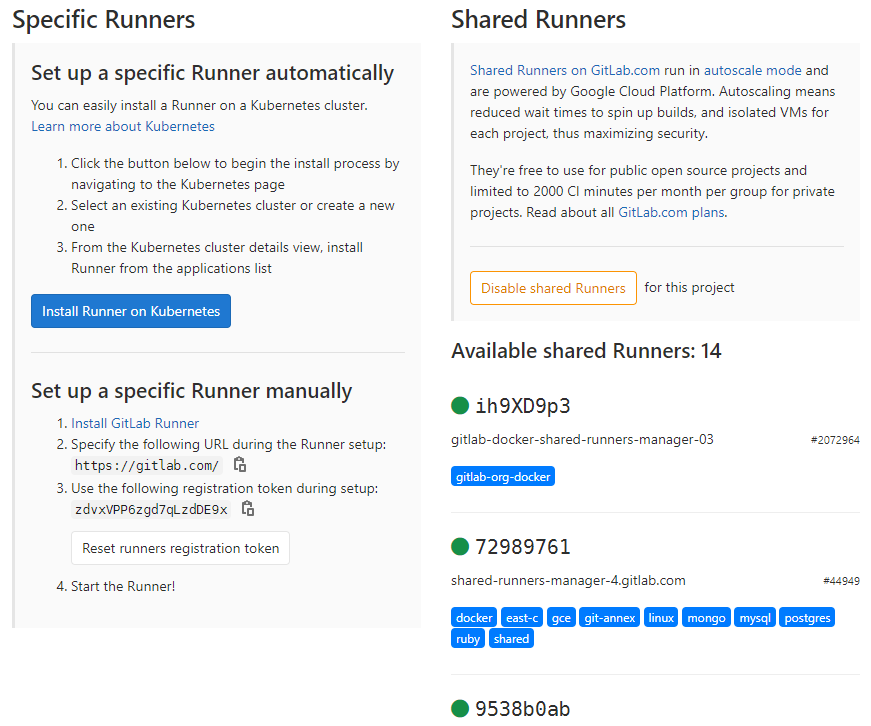 Specific Runners
Set up a specific Runner automatically
You can easily install a Runner on a Kubernetes cluster.
Learn more about Kubernetes
1. Click the button below to begin the install process by
navigating to the Kubernetes page
2. Select an existing Kubernetes cluster or create a new
one
3. From the Kubernetes cluster details view, install
Runner from the applications list
Install Runner on Kubernetes
Set up a specific Runner manually
1. Install GitLab Runner
2. Specify the following URL during the Runner setup:
https://gitlab.com/
3. Use the following registration token during setup:
zdvxVPP6zgd7qLzdDE9x
Reset runners registration token
4. Start the Runner!
Shared Runners
Shared Runners on GitLab.com run in autoscale mode and
are powered by Google Cloud Platform. Autoscaling means
reduced wait times to spin up builds, and isolated VMs for
each project, thus maximizing security.
They're free to use for public open source projects and
limited to 2000 CI minutes per month per group for private
projects. Read about all GitLab.com plans.
Disable shared Runners for this project
Available shared Runners: 14
ih9XD9p3
gitlab-docker-shared-runners-manager-03 #2072964
gitlab-org-docker
72989761
shared-runners-manager-4.gitlab.com #44949
docker east-c gce git-annex linux mongo mysql postgres
ruby shared
9538b0ab